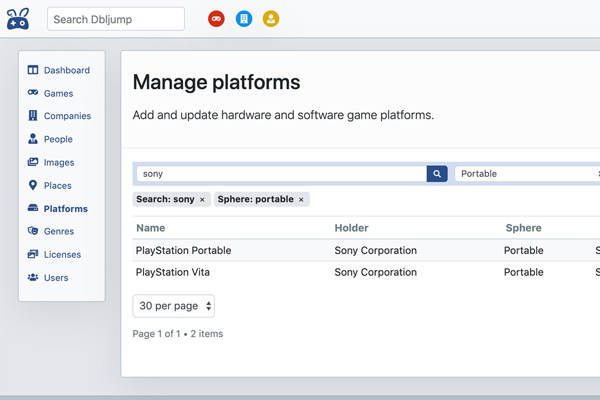 Search Dbljump
Dashboard
Games
Companies
People
Images
Places
Platforms
Genres
Licenses
Users
Manage platforms
Add and update hardware and software game platforms.
sony
Portable
Search: sony ×
Sphere: portable ×
Name Holder Sphere
PlayStation Portable Sony Corporation Portable S
PlayStation Vita Sony Corporation Portable S
30 per page
Page 1 of 1 • 2 items